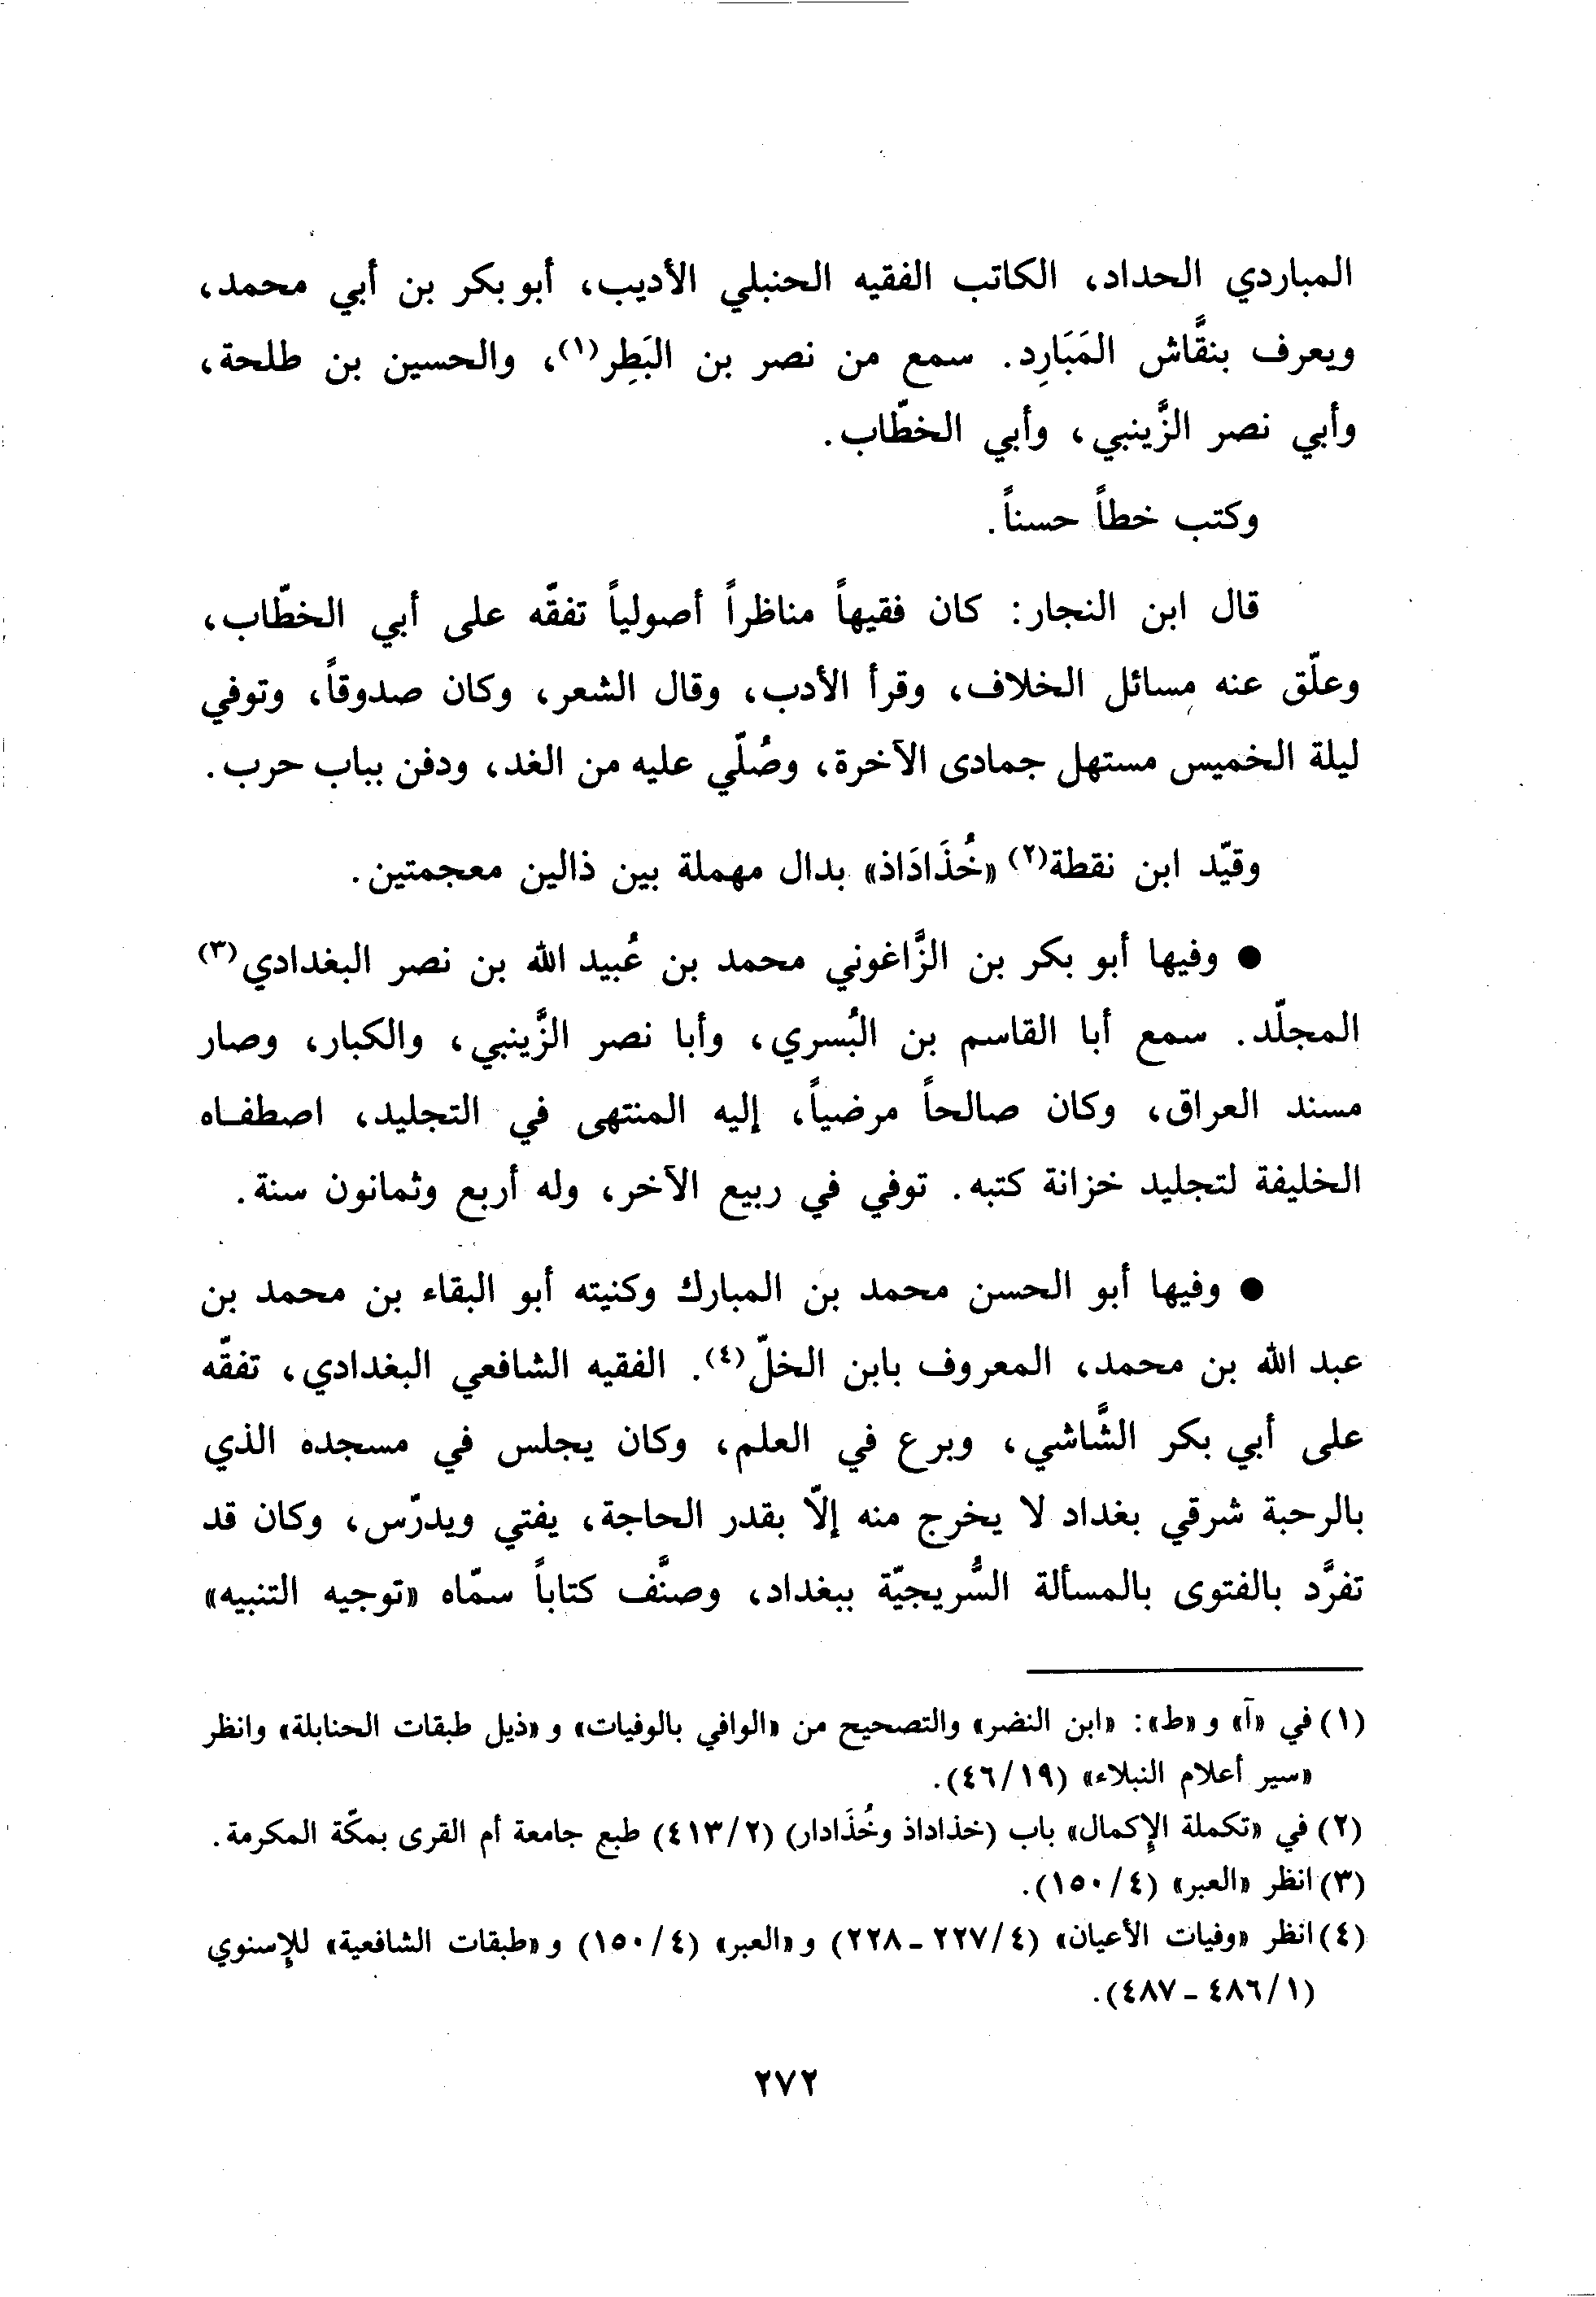 المباردي الحداد، الكاتب الفقيه الحنبلي الأديب، أبو بكر بن أبي محمد،
ويعرف بنقَّاش المَبَارِد. سمع من نصر بن البَطِر(١)، والحسين بن طلحة،
وأبي نصر الزَّينبي، وأبي الخطّاب.
وكتب خطاً حسناً.
قال ابن النجار: كان فقيهاً مناظراً أصولياً تفقّه على أبي الخطّاب،
وعلّق عنه مسائل الخلاف، وقرأ الأدب، وقال الشعر، وكان صدوقاً، وتوفي
ليلة الخميس مستهل جمادى الآخرة، وصُلّي عليه من الغد، ودفن بباب حرب.
وقيّد ابن نقطة(٢) «خُذَادَاذ» بدال مهملة بين ذالين معجمتين.
● وفيها أبو بكر بن الزَّاغوني محمد بن عُبيد الله بن نصر البغدادي(٣)
المجلّد. سمع أبا القاسم بن البُسري، وأبا نصر الزَّينبي، والكبار، وصار
مسند العراق، وكان صالحاً مرضياً، إليه المنتهى في التجليد، اصطفـاه
الخليفة لتجليد خزانة كتبه. توفي في ربيع الآخر، وله أربع وثمانون سنة.
● وفيها أبو الحسن محمد بن المبارك وكنيته أبو البقاء بن محمد بن
عبد الله بن محمد، المعروف بابن الخلّ(٤). الفقيه الشافعي البغدادي، تفقّه
على أبي بكر الشَّاشي، وبرع في العلم، وكان يجلس في مسجده الذي
بالرحبة شرقي بغداد لا يخرج منه إلّا بقدر الحاجة، يفتي ويدرّس، وكان قد
تفرَّد بالفتوى بالمسألة السُّريجيّة ببغداد، وصنَّف كتاباً سمّاه «توجيه التنبيه»
(١) في «آ» و «ط»: «ابن النضر» والتصحيح من «الوافي بالوفيات» و «ذيل طبقات الحنابلة» وانظر
«سير أعلام النبلاء» (٤٦/١٩).
(٢) في «تكملة الإكمال» باب (خذاداذ وخُذَادار) (٤١٣/٢) طبع جامعة أم القرى بمكّة المكرمة.
(٣) انظر «العبر» (١٥٠/٤).
(٤) انظر «وفيات الأعيان» (٢٢٧/٤ - ٢٢٨) و «العبر» (١٥٠/٤) و «طبقات الشافعية» للإسنوي
(٤٨٦/١ - ٤٨٧).
٢٧٢